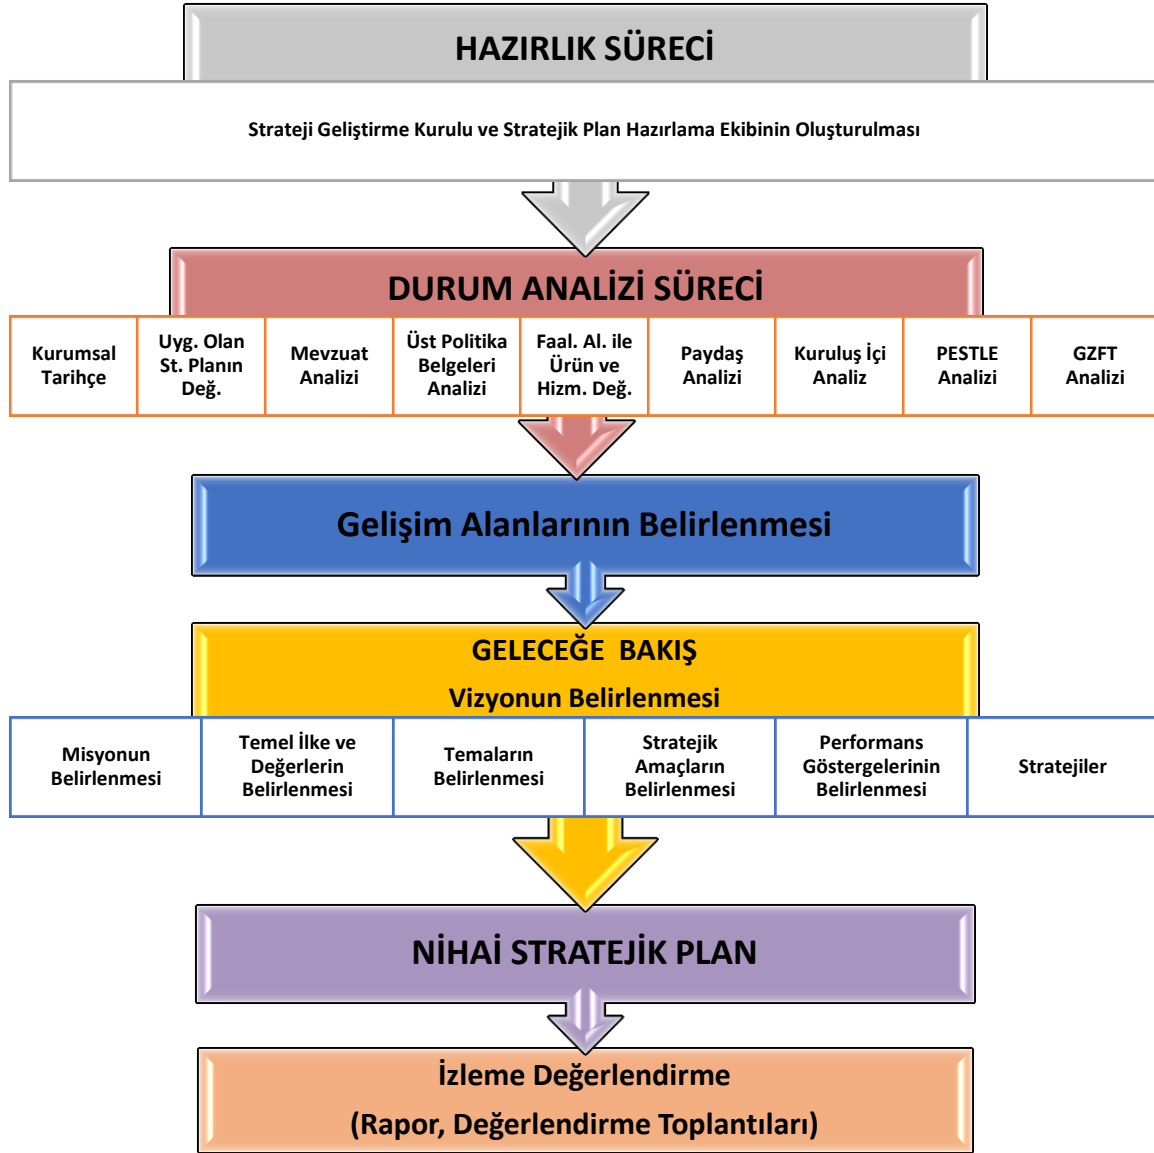 HAZIRLIK SÜRECİ
Strateji Geliştirme Kurulu ve Stratejik Plan Hazırlama Ekibinin Oluşturulması
DURUM ANALİZİ SÜRECİ
Kurumsal
Tarihçe
Uyg. Olan
St. Planın
Değ.
Mevzuat
Analizi
Üst Politika
Belgeleri
Analizi
Faal. Al. ile
Ürün ve
Hizm. Değ.
Paydaş
Analizi
Kuruluş İçi
Analiz
PESTLE
Analizi
GZFT
Analizi
Gelişim Alanlarının Belirlenmesi
GELECEĞE BAKIŞ
Vizyonun Belirlenmesi
Misyonun
Belirlenmesi
Temel İlke ve
Değerlerin
Belirlenmesi
Temaların
Belirlenmesi
Stratejik
Amaçların
Belirlenmesi
Performans
Göstergelerinin
Belirlenmesi
Stratejiler
NİHAİ STRATEJİK PLAN
İzleme Değerlendirme
(Rapor, Değerlendirme Toplantıları)